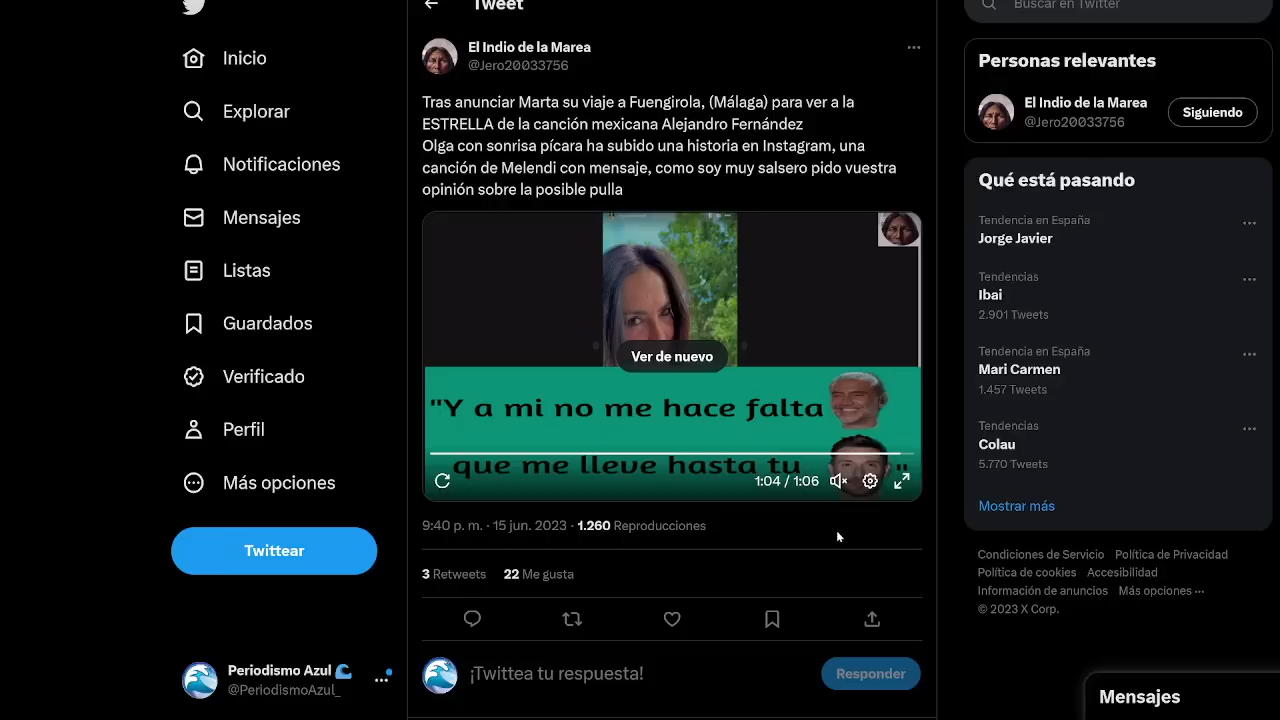 Tweet
Buscar en Twitter
El Indio de la Marea
@Jero20033756
Inicio
Explorar
Notificaciones
Mensajes
Listas
Guardados
Verificado
Perfil
Más opciones
Twittear
Periodismo Azul
@PeriodismoAzul_
Tras anunciar Marta su viaje a Fuengirola, (Málaga) para ver a la
ESTRELLA de la canción mexicana Alejandro Fernández
Olga con sonrisa pícara ha subido una historia en Instagram, una
canción de Melendi con mensaje, como soy muy salsero pido vuestra
opinión sobre la posible pulla
Ver de nuevo
"Y a mi no me hace falta
que me lleve hasta tu "
1:04 / 1:06
9:40 p. m. · 15 jun. 2023 · 1.260 Reproducciones
3 Retweets 22 Me gusta
¡Twittea tu respuesta!
Responder
Personas relevantes
El Indio de la Marea
@Jero20033756
Siguiendo
Qué está pasando
Tendencia en España
Jorge Javier
Tendencias
Ibai
2.901 Tweets
Tendencia en España
Mari Carmen
1.457 Tweets
Tendencias
Colau
5.770 Tweets
Mostrar más
Condiciones de Servicio Política de Privacidad
Política de cookies Accesibilidad
Información de anuncios Más opciones ···
© 2023 X Corp.
Mensajes